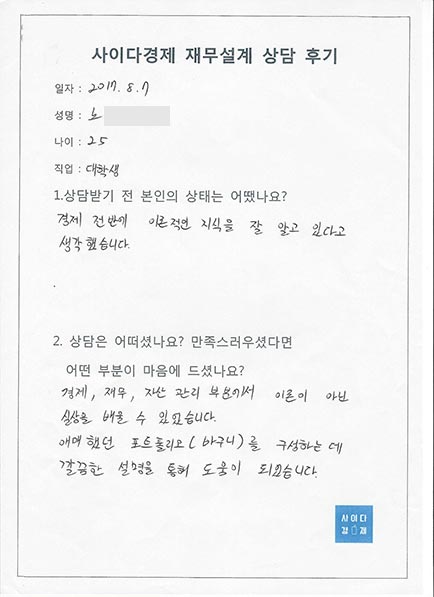 사이다경제 재무설계 상담 후기
일자 : 2017. 8. 7
성명 : 노
나이 : 25
직업 : 대학생
1.상담받기 전 본인의 상태는 어땠나요?
경제 전반에 이론적인 지식을 잘 알고 있다고
생각했습니다.
2. 상담은 어떠셨나요? 만족스러우셨다면
어떤 부분이 마음에 드셨나요?
경제, 재무, 자산 관리 부분에서 이론이 아닌
실상을 배울 수 있었습니다.
애매했던 포트폴리오(바구니)를 구성하는 데
깔끔한 설명을 통해 도움이 되었습니다.
사이다
경제